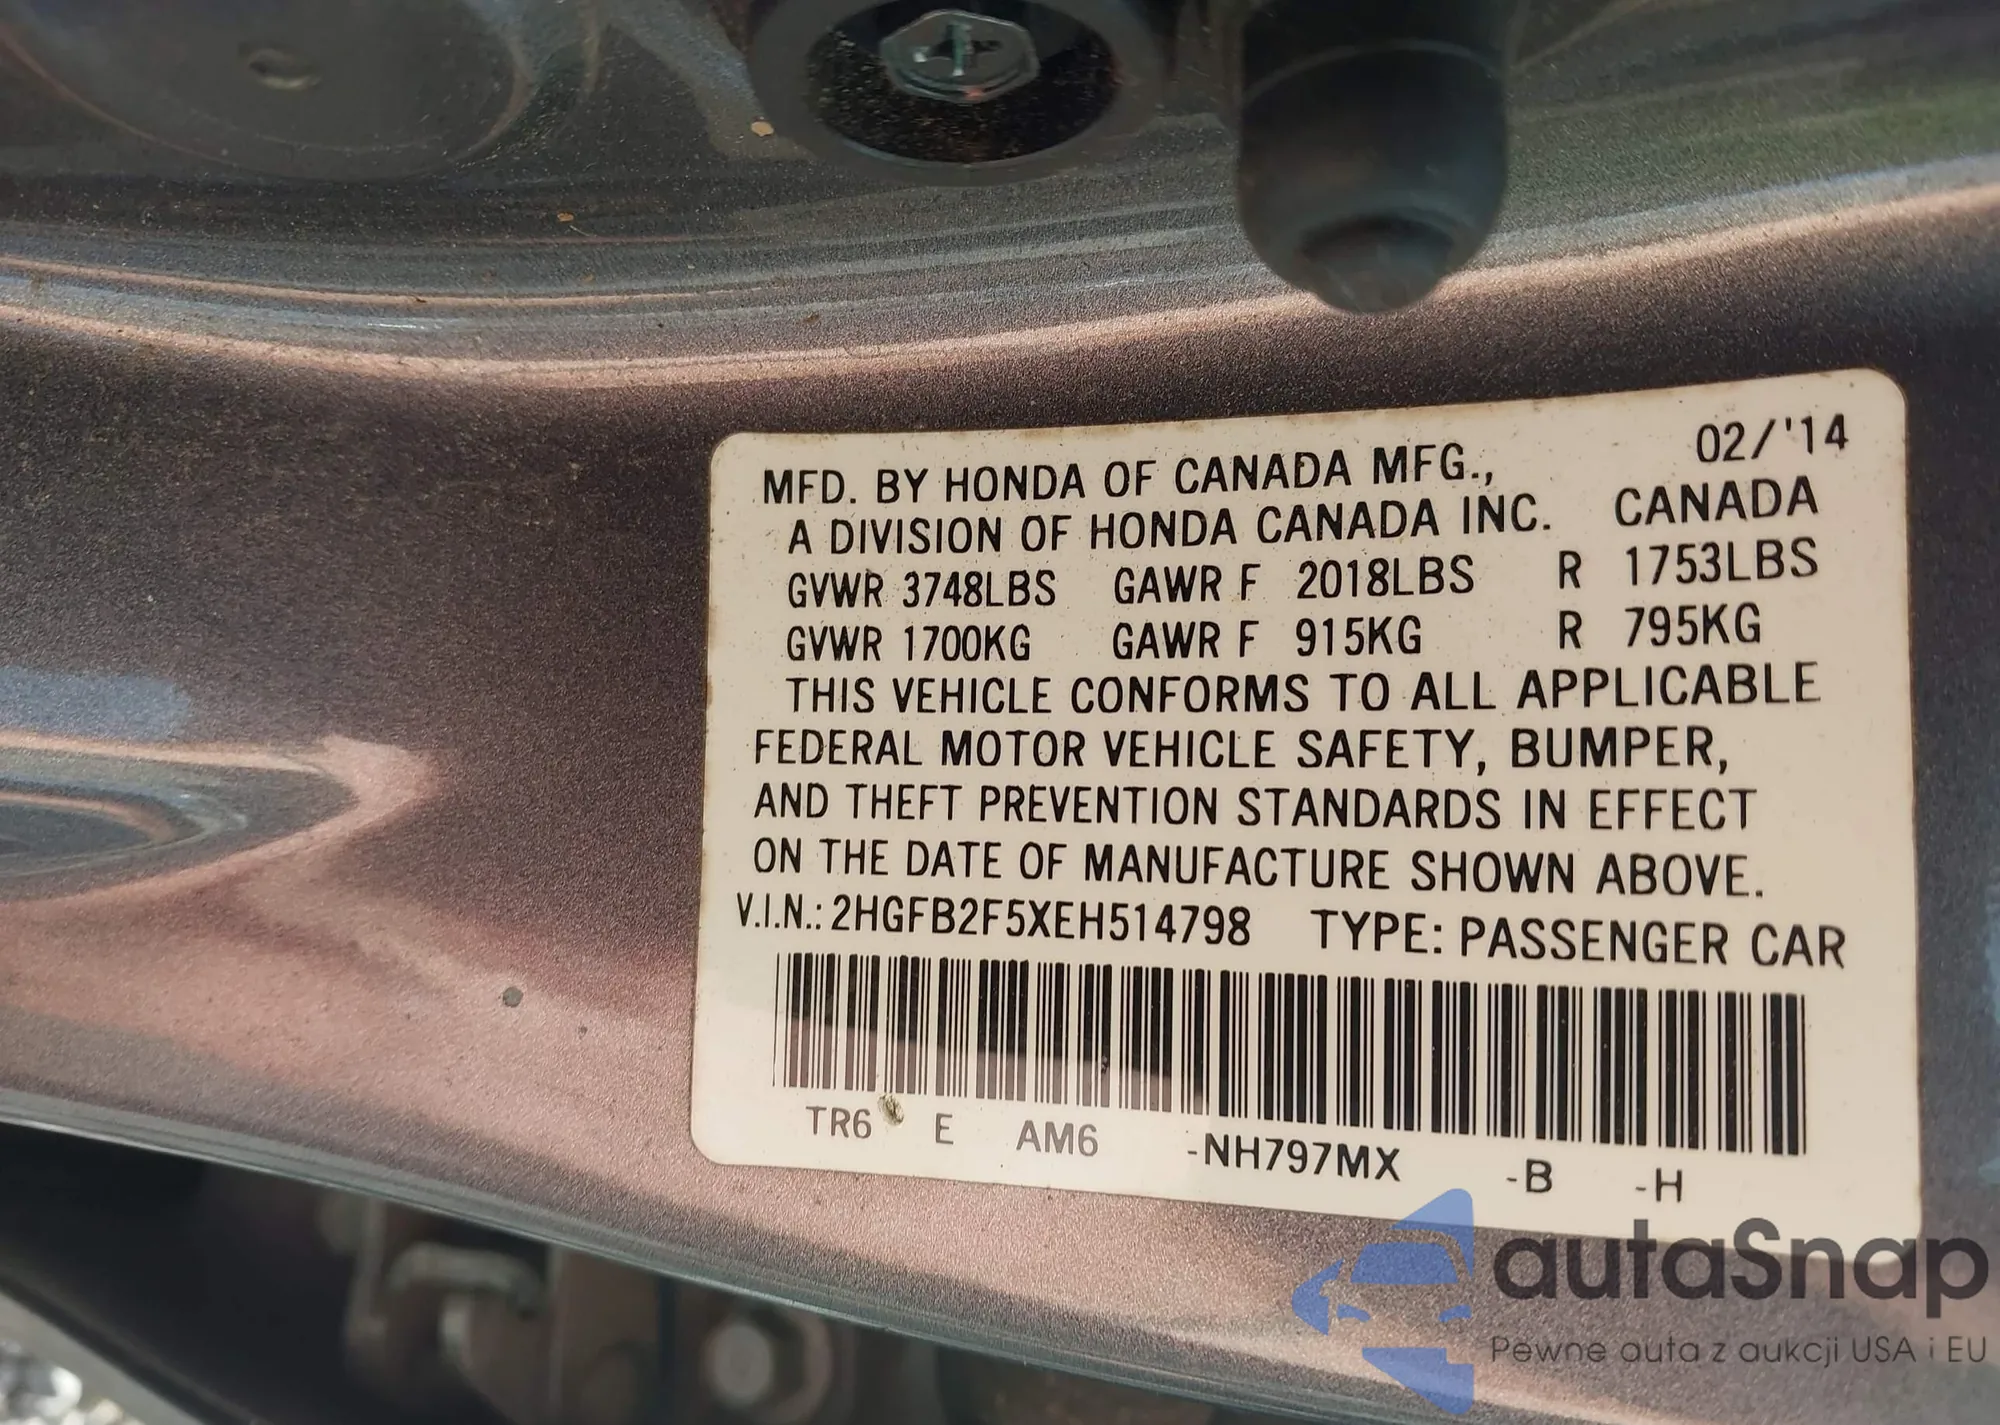 02/'14
MFD. BY HONDA OF CANADA MFG.,
A DIVISION OF HONDA CANADA INC. CANADA
GVWR 3748LBS GAWR F 2018LBS R 1753LBS
GVWR 1700KG GAWR F 915KG R 795KG
THIS VEHICLE CONFORMS TO ALL APPLICABLE
FEDERAL MOTOR VEHICLE SAFETY, BUMPER,
AND THEFT PREVENTION STANDARDS IN EFFECT
ON THE DATE OF MANUFACTURE SHOWN ABOVE.
V.I.N.: 2HGFB2F5XEH514798 TYPE: PASSENGER CAR
TR6 E AM6 -NH797MX -B -H
autaSnap
Pewne auta z aukcji USA i EU